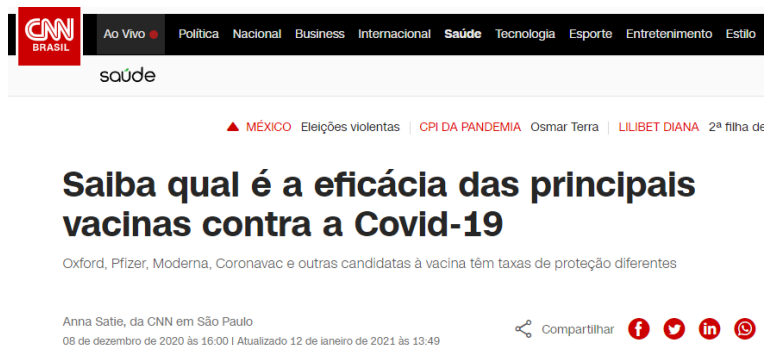 CNN
BRASIL
Ao Vivo Política Nacional Business Internacional Saúde Tecnologia Esporte Entretenimento Estilo
saúde
MÉXICO Eleições violentas | CPI DA PANDEMIA Osmar Terra | LILIBET DIANA 2ª filha de
Saiba qual é a eficácia das principais
vacinas contra a Covid-19
Oxford, Pfizer, Moderna, Coronavac e outras candidatas à vacina têm taxas de proteção diferentes
Anna Satie, da CNN em São Paulo
Compartilhar
08 de dezembro de 2020 às 16:00 | Atualizado 12 de janeiro de 2021 às 13:49